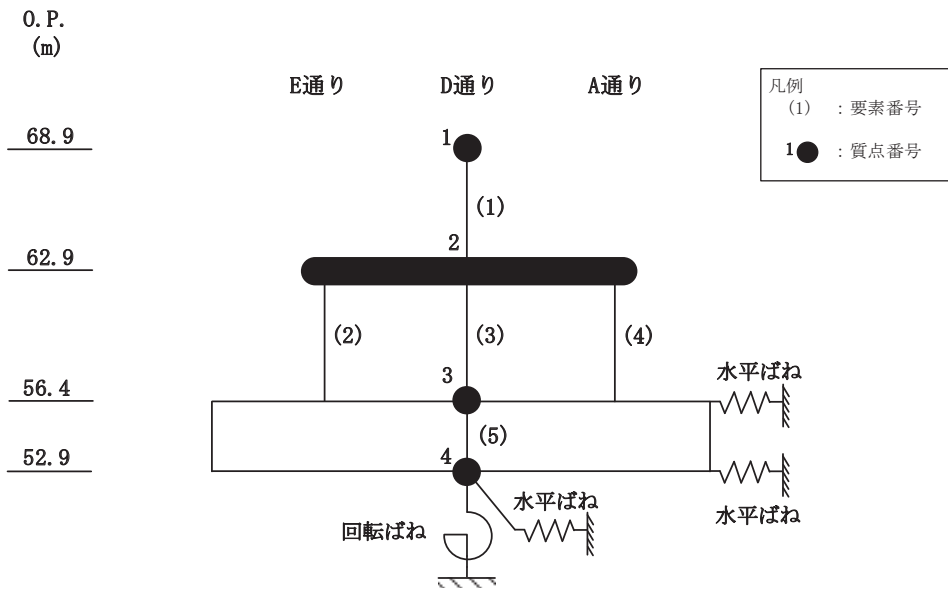 O.P.
(m)
E通り D通り A通り
凡例
(1) : 要素番号
1 : 質点番号
68.9
1
(1)
62.9
2
(2) (3) (4)
56.4
3
水平ばね
(5)
52.9
4
水平ばね
水平ばね
回転ばね